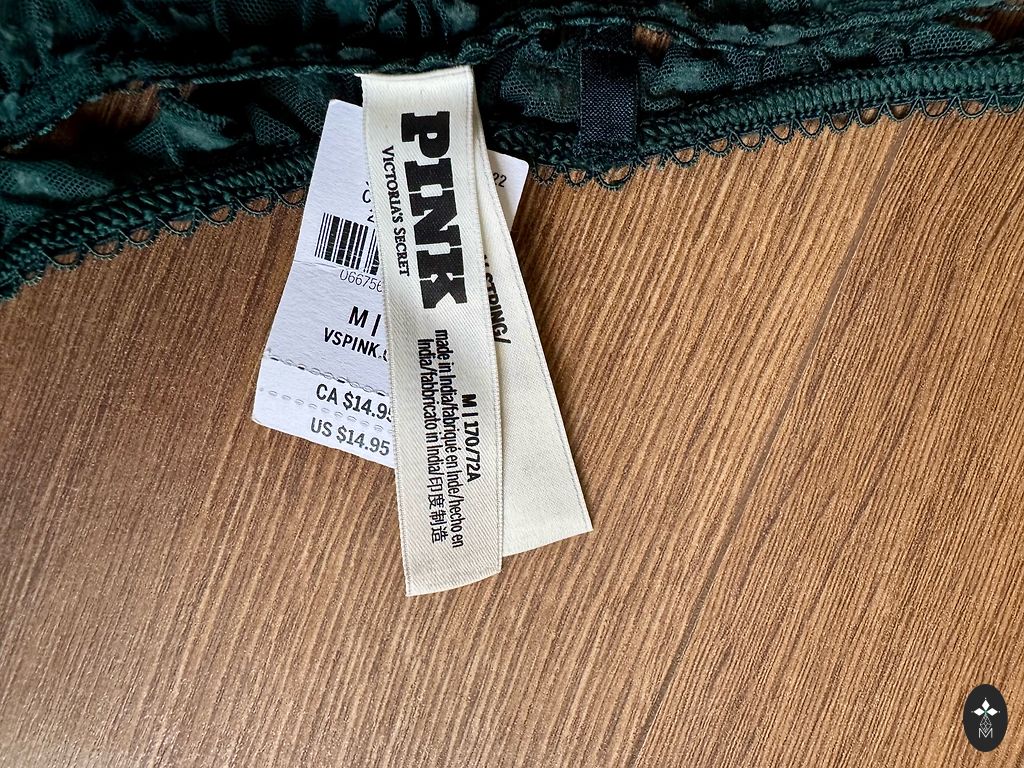 PINK
VICTORIA'S SECRET
M | 170/72A
made in India/fabriqué en Inde/hecho en
India/fabbricato in India/印度制造
STRING/
22
M |
VSPINK.
CA $14.95
US $14.95